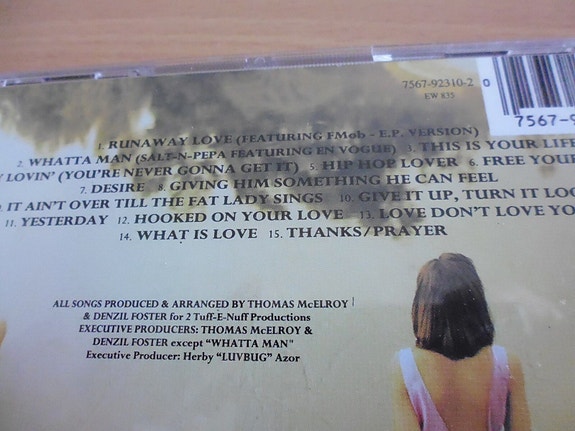 7567-92310-2 0
EW 835
7567-9
1. RUNAWAY LOVE (FEATURING FMob - E.P. VERSION)
2. WHATTA MAN (SALT-N-PEPA FEATURING EN VOGUE) 3. THIS IS YOUR LIFE
LOVIN' (YOU'RE NEVER GONNA GET IT) 5. HIP HOP LOVER 6. FREE YOUR
7. DESIRE 8. GIVING HIM SOMETHING HE CAN FEEL
IT AIN'T OVER TILL THE FAT LADY SINGS 10. GIVE IT UP, TURN IT LOO
11. YESTERDAY 12. HOOKED ON YOUR LOVE 13. LOVE DON'T LOVE YO
14. WHAT IS LOVE 15. THANKS/PRAYER
ALL SONGS PRODUCED & ARRANGED BY THOMAS McELROY
& DENZIL FOSTER for 2 Tuff-E-Nuff Productions
EXECUTIVE PRODUCERS: THOMAS McELROY &
DENZIL FOSTER except "WHATTA MAN"
Executive Producer: Herby "LUVBUG" Azor